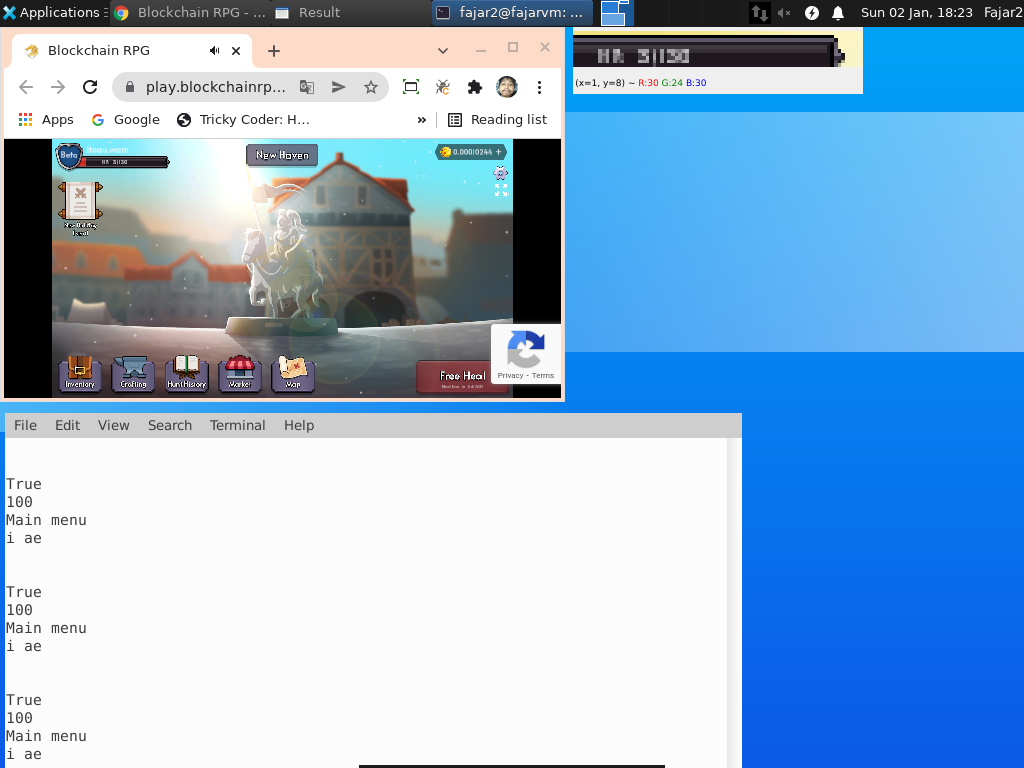 Applications
Blockchain RPG - ...
Result
fajar2@fajarvm: ...
Sun 02 Jan, 18:23
Fajar2
Blockchain RPG
play.blockchainrp...
Apps
Google
Tricky Coder: H...
»
Reading list
Beta
HR 3|130
New Haven
0.00010244 +
Inventory
Crafting
Hunt History
Market
Map
Free Heal
Privacy - Terms
HR 3|130
(x=1, y=8) ~ R:30 G:24 B:30
File Edit View Search Terminal Help
True
100
Main menu
i ae
True
100
Main menu
i ae
True
100
Main menu
i ae